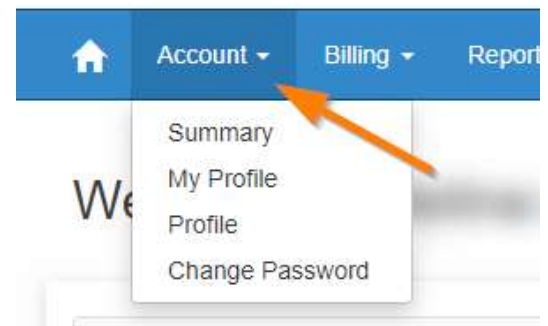 Account Billing Report
Summary
My Profile
We
Profile
Change Password